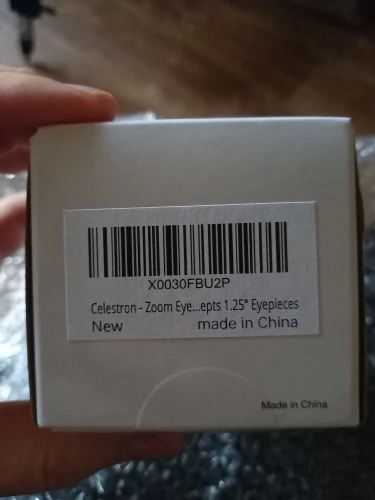 X0030FBU2P
Celestron - Zoom Eye...epts 1.25" Eyepieces
New made in China
Made in China